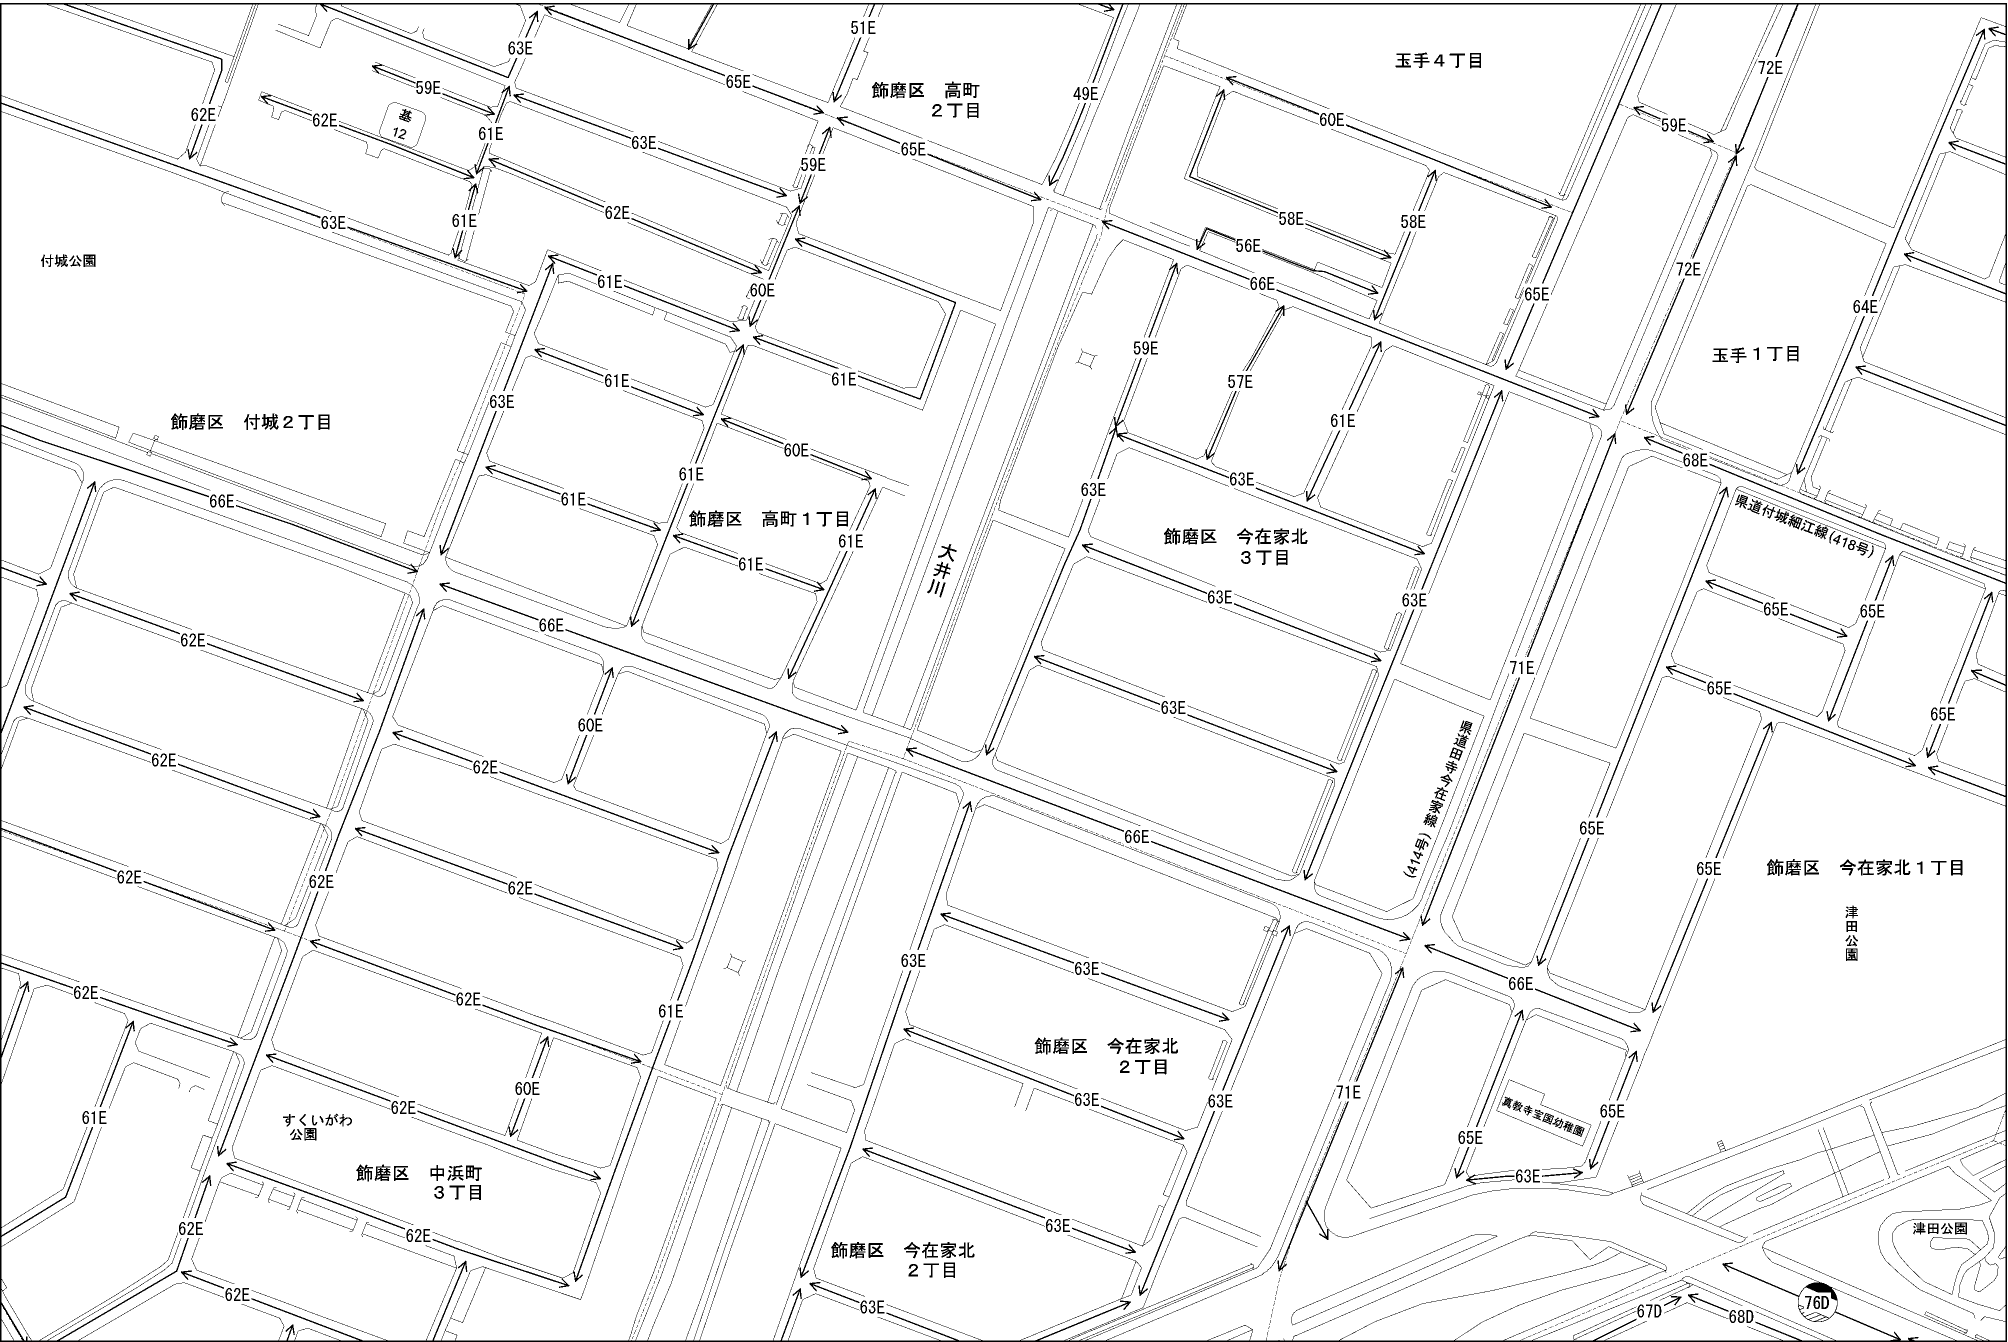 51E
63E
72E
玉手４丁目
65E
59E
飾磨区　高町
２丁目
49E
62E
62E
基
12
61E
60E
59E
63E
65E
59E
63E
61E
62E
58E
58E
56E
付城公園
72E
61E
60E
66E
65E
64E
59E
玉手１丁目
61E
61E
57E
63E
飾磨区　付城２丁目
61E
60E
68E
61E
63E
63E
66E
61E
県道付城細江線(418号)
飾磨区　高町１丁目
61E
飾磨区　今在家北
３丁目
大井川
61E
63E
63E
65E
65E
66E
62E
71E
65E
63E
60E
65E
62E
62E
県道田寺今在家線
(414号)
65E
66E
65E
飾磨区　今在家北１丁目
62E
62E
62E
津田公園
63E
63E
62E
62E
66E
61E
飾磨区　今在家北
２丁目
60E
71E
63E
63E
62E
真教寺宝国幼稚園
65E
61E
すくいがわ
公園
65E
飾磨区　中浜町
３丁目
63E
63E
62E
62E
津田公園
飾磨区　今在家北
２丁目
62E
63E
76D
67D
68D